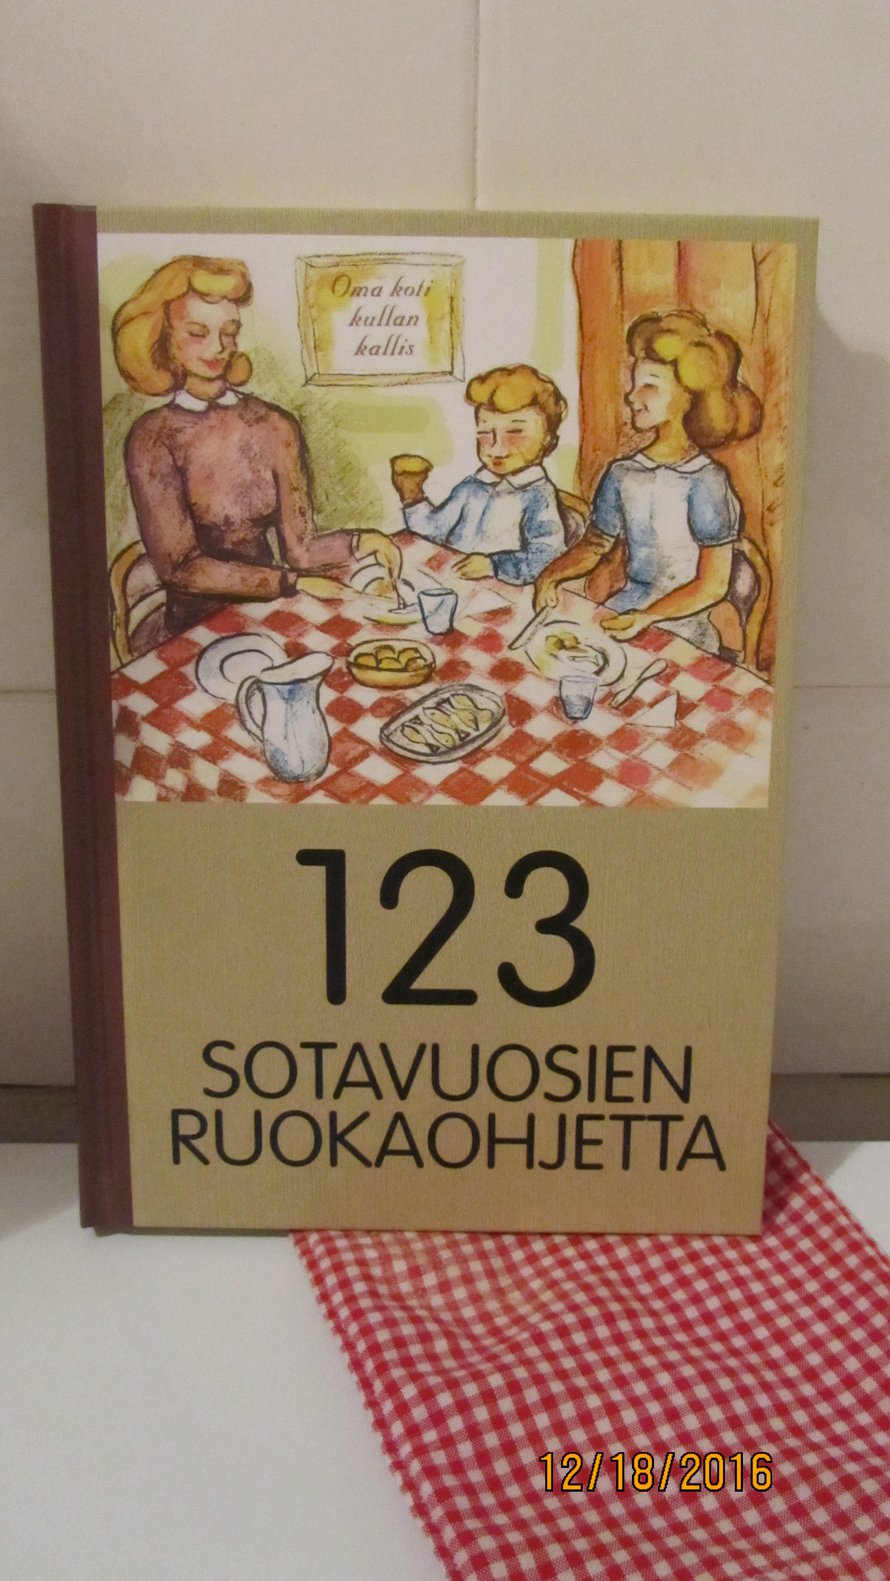 Oma koti
kullan
kallis
123
SOTAVUOSIEN
RUOKAOHJETTA
12/18/2016